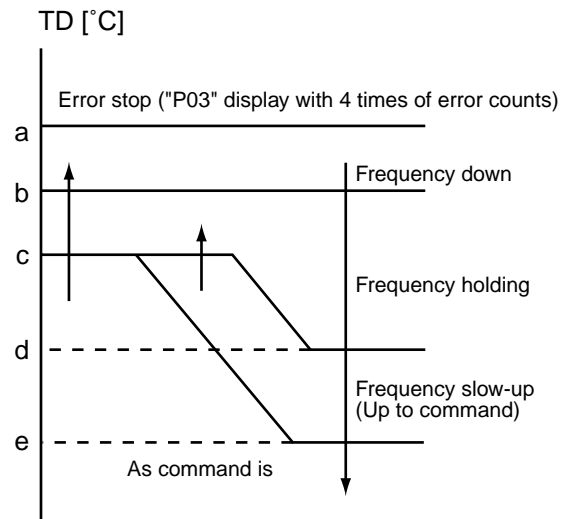 TD [˚C]
Error stop ("P03" display with 4 times of error counts)
a
Frequency down
b
c
Frequency holding
d
Frequency slow-up
(Up to command)
e
As command is